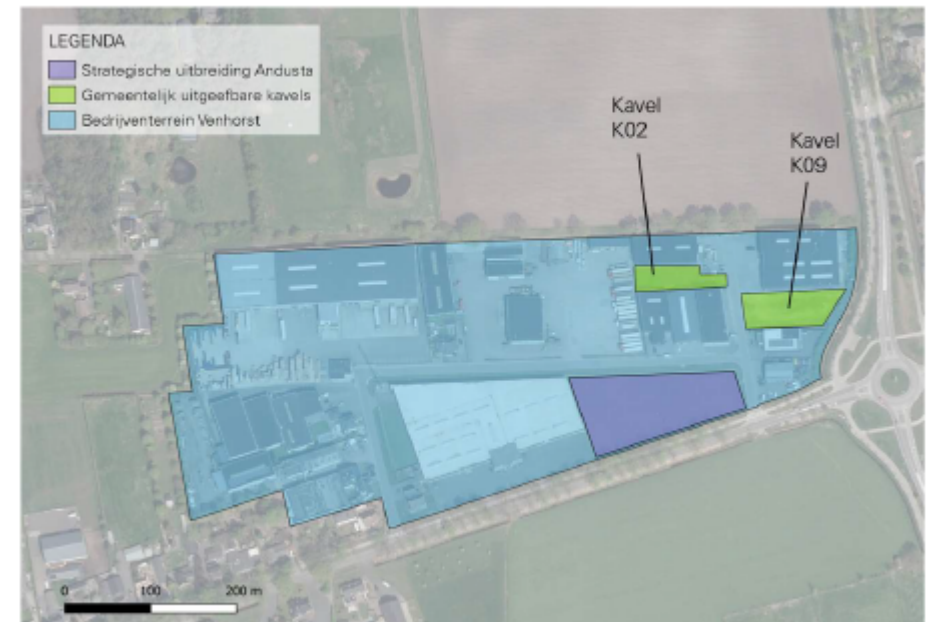 LEGENDA
Strategische uitbreiding Andusta
Gemeentelijk uitgeefbare kavels
Bedrijventerrein Venhorst
Kavel
K02
Kavel
K09
0 100 200 m